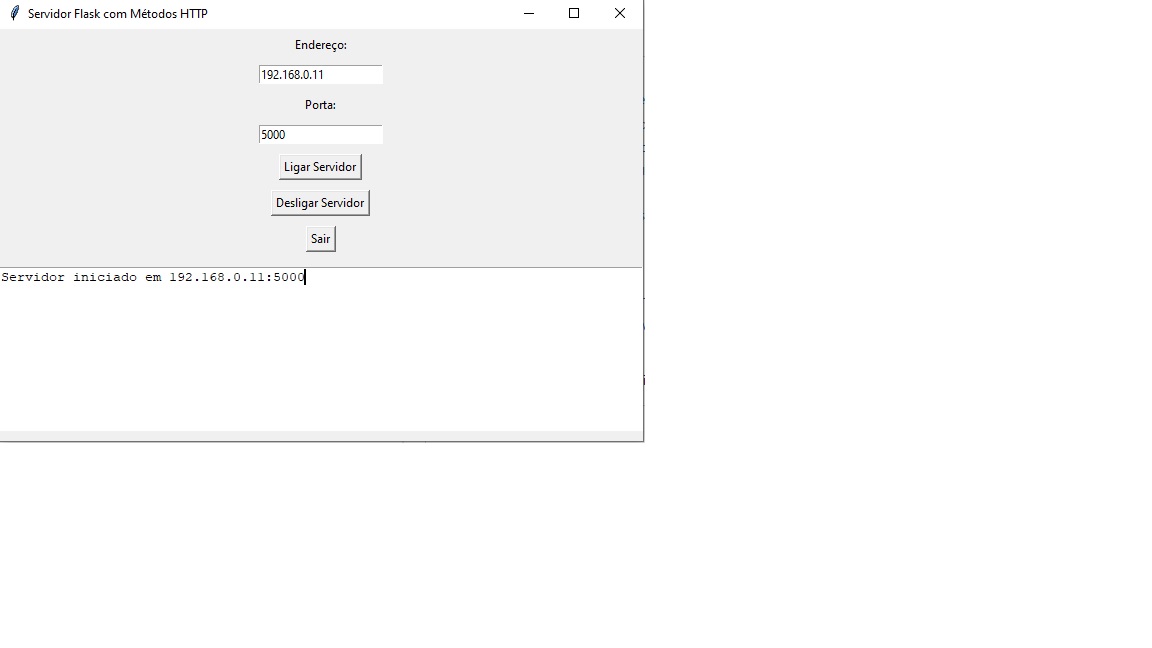 Servidor Flask com Métodos HTTP
Endereço:
192.168.0.11
Porta:
5000
Ligar Servidor
Desligar Servidor
Sair
Servidor iniciado em 192.168.0.11:5000